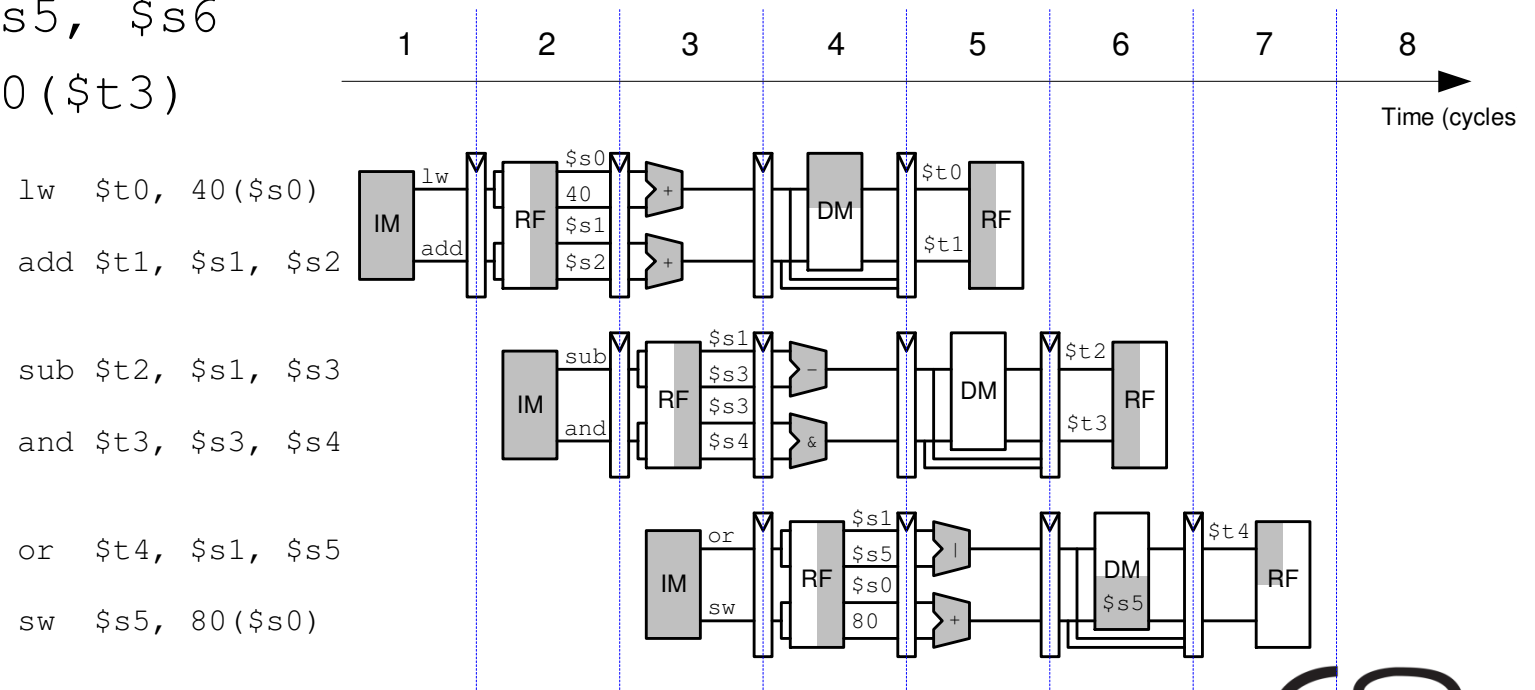 s5, $s6
0($t3)
1 2 3 4 5 6 7 8
Time (cycles
lw $t0, 40($s0)
add $t1, $s1, $s2
IM
lw
add
RF
$s0
40
$s1
$s2
+
+
DM
$t0
$t1
RF
sub $t2, $s1, $s3
and $t3, $s3, $s4
IM
sub
and
RF
$s1
$s3
$s3
$s4
-
&
DM
$t2
$t3
RF
or $t4, $s1, $s5
sw $s5, 80($s0)
IM
or
sw
RF
$s1
$s5
$s0
80
|
+
DM
$s5
$t4
RF